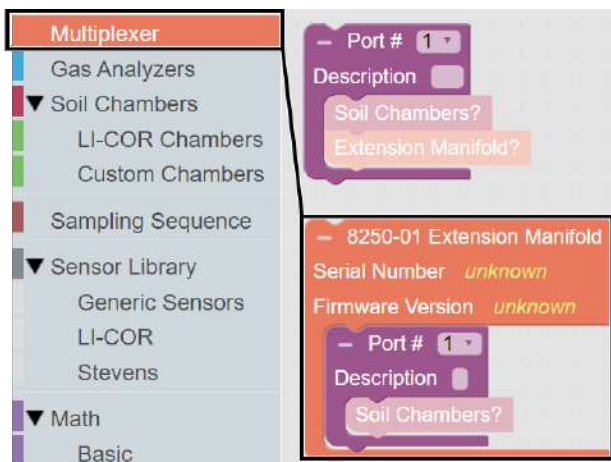 Multiplexer
Gas Analyzers
▼ Soil Chambers
LI-COR Chambers
Custom Chambers
Sampling Sequence
▼ Sensor Library
Generic Sensors
LI-COR
Stevens
▼ Math
Basic
− Port # 1 ▾
Description
Soil Chambers?
Extension Manifold?
− 8250-01 Extension Manifold
Serial Number unknown
Firmware Version unknown
− Port # 1 ▾
Description
Soil Chambers?